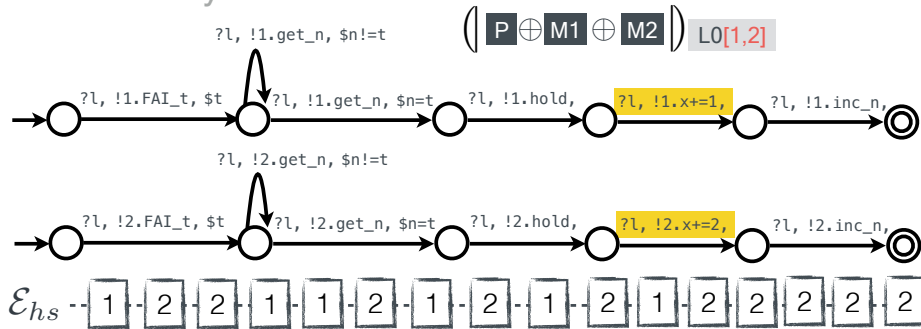 y
(| P ⊕ M1 ⊕ M2 |) L0[1,2]
?l, !1.get_n, $n!=t
?l, !1.FAI_t, $t ?l, !1.get_n, $n=t ?l, !1.hold, ?l, !1.x+=1, ?l, !1.inc_n,
?l, !2.get_n, $n!=t
?l, !2.FAI_t, $t ?l, !2.get_n, $n=t ?l, !2.hold, ?l, !2.x+=2, ?l, !2.inc_n,
ℰhs 1 2 2 1 1 2 1 2 1 2 1 2 2 2 2 2